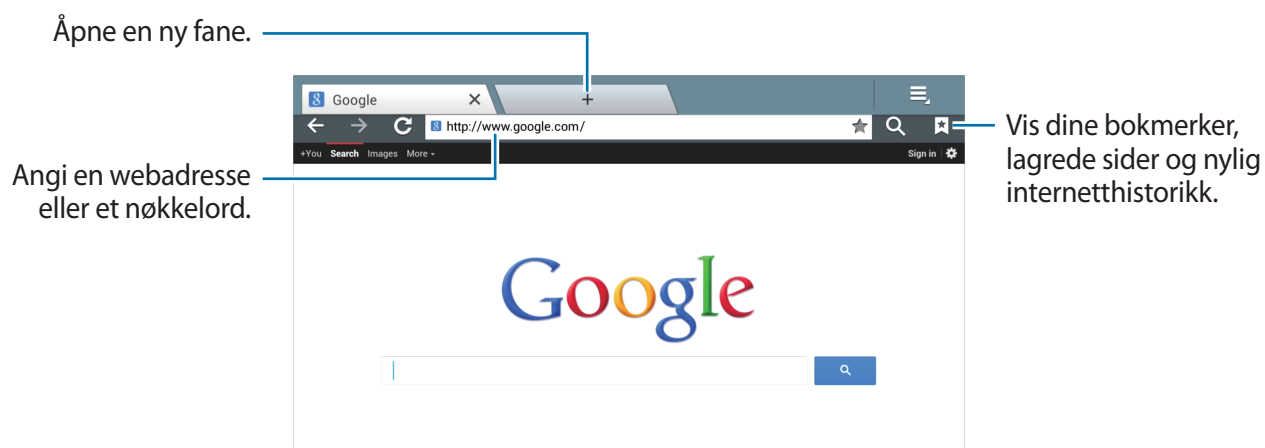 Åpne en ny fane.
Google
http://www.google.com/
+You Search Images More
Sign in
Angi en webadresse
eller et nøkkelord.
Vis dine bokmerker,
lagrede sider og nylig
internetthistorikk.
Google